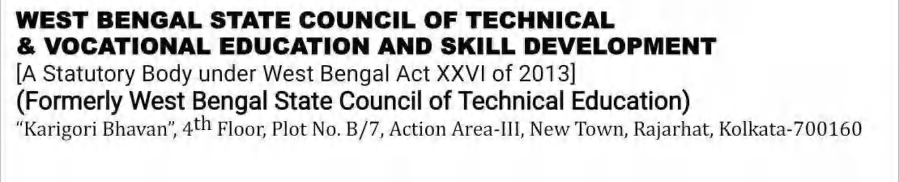 WEST BENGAL STATE COUNCIL OF TECHNICAL
& VOCATIONAL EDUCATION AND SKILL DEVELOPMENT
[A Statutory Body under West Bengal Act XXVI of 2013]
(Formerly West Bengal State Council of Technical Education)
“Karigori Bhavan”, 4th Floor, Plot No. B/7, Action Area-III, New Town, Rajarhat, Kolkata-700160